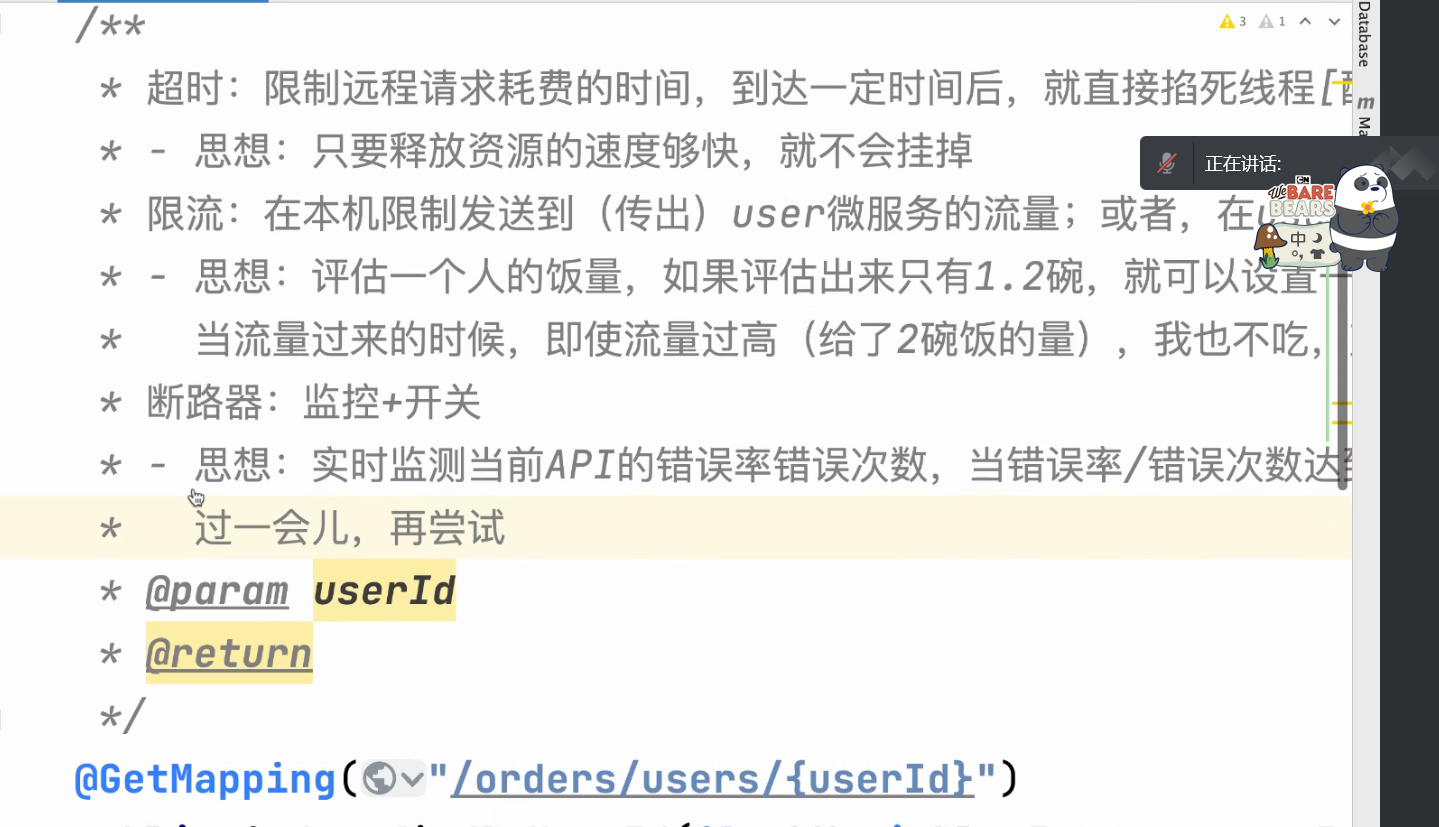 /**
3 1
Database
* 超时：限制远程请求耗费的时间，到达一定时间后，就直接掐死线程[
m
Ma
* - 思想：只要释放资源的速度够快，就不会挂掉
正在讲话:
CN
We BARE BEARS
* 限流：在本机限制发送到（传出）user微服务的流量；或者，在
中
* - 思想：评估一个人的饭量，如果评估出来只有1.2碗，就可以设置一
* 当流量过来的时候，即使流量过高（给了2碗饭的量），我也不吃，
* 断路器：监控+开关
* - 思想：实时监测当前API的错误率错误次数，当错误率/错误次数达到
* 过一会儿，再尝试
* @param userId
* @return
*/
@GetMapping("/orders/users/{userId}")